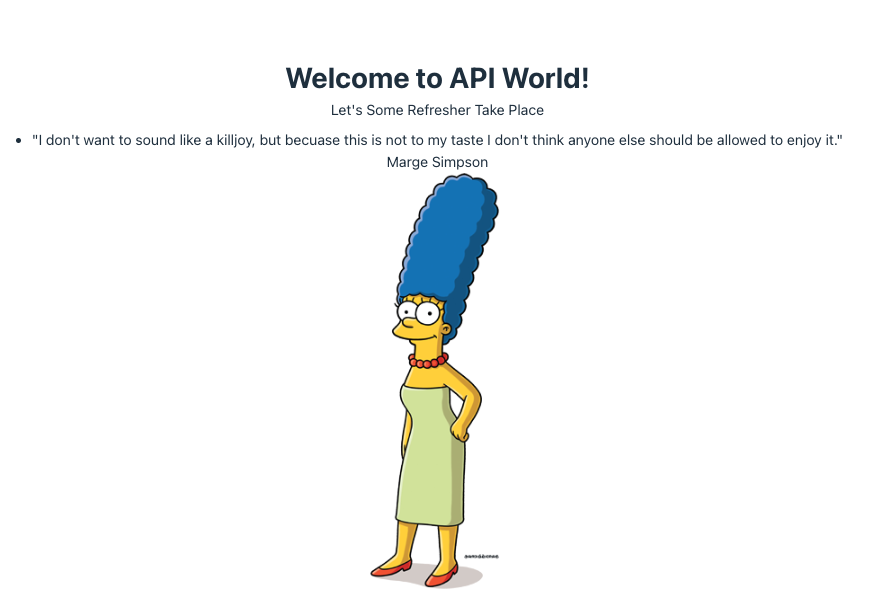 Welcome to API World!
Let's Some Refresher Take Place
• "I don't want to sound like a killjoy, but becuase this is not to my taste I don't think anyone else should be allowed to enjoy it."
Marge Simpson